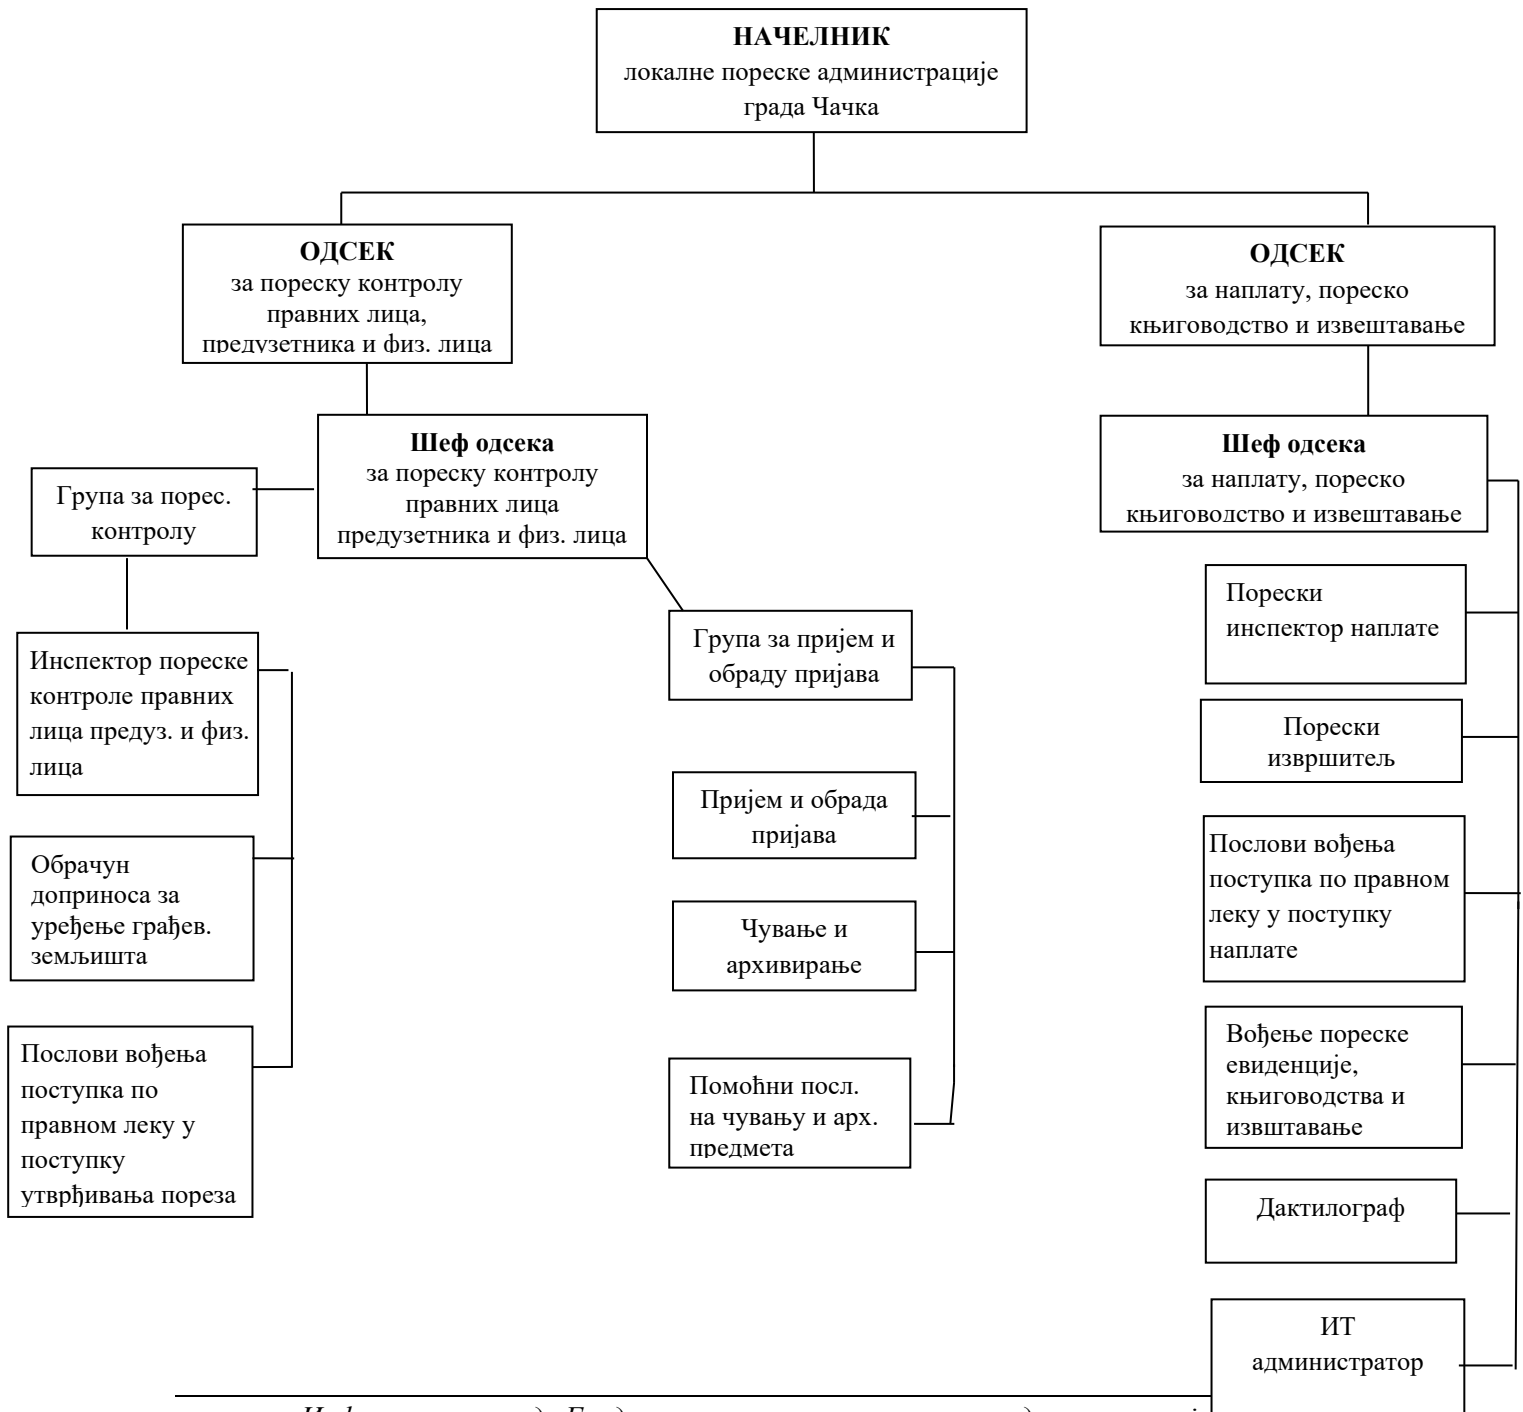 НАЧЕЛНИК
локалне пореске администрације
града Чачка
ОДСЕК
за пореску контролу
правних лица,
предузетника и физ. лица
ОДСЕК
за наплату, пореско
књиговодство и извештавање
Шеф одсека
за пореску контролу
правних лица
предузетника и физ. лица
Шеф одсека
за наплату, пореско
књиговодство и извештавање
Група за порес.
контролу
Инспектор пореске
контроле правних
лица предуз. и физ.
лица
Обрачун
доприноса за
уређење грађев.
земљишта
Послови вођења
поступка по
правном леку у
поступку
утврђивања пореза
Група за пријем и
обраду пријава
Пријем и обрада
пријава
Чување и
архивирање
Помоћни посл.
на чувању и арх.
предмета
Порески
инспектор наплате
Порески
извршитељ
Послови вођења
поступка по правном
леку у поступку
наплате
Вођење пореске
евиденције,
књиговодства и
извштавање
Дактилограф
ИТ
администратор